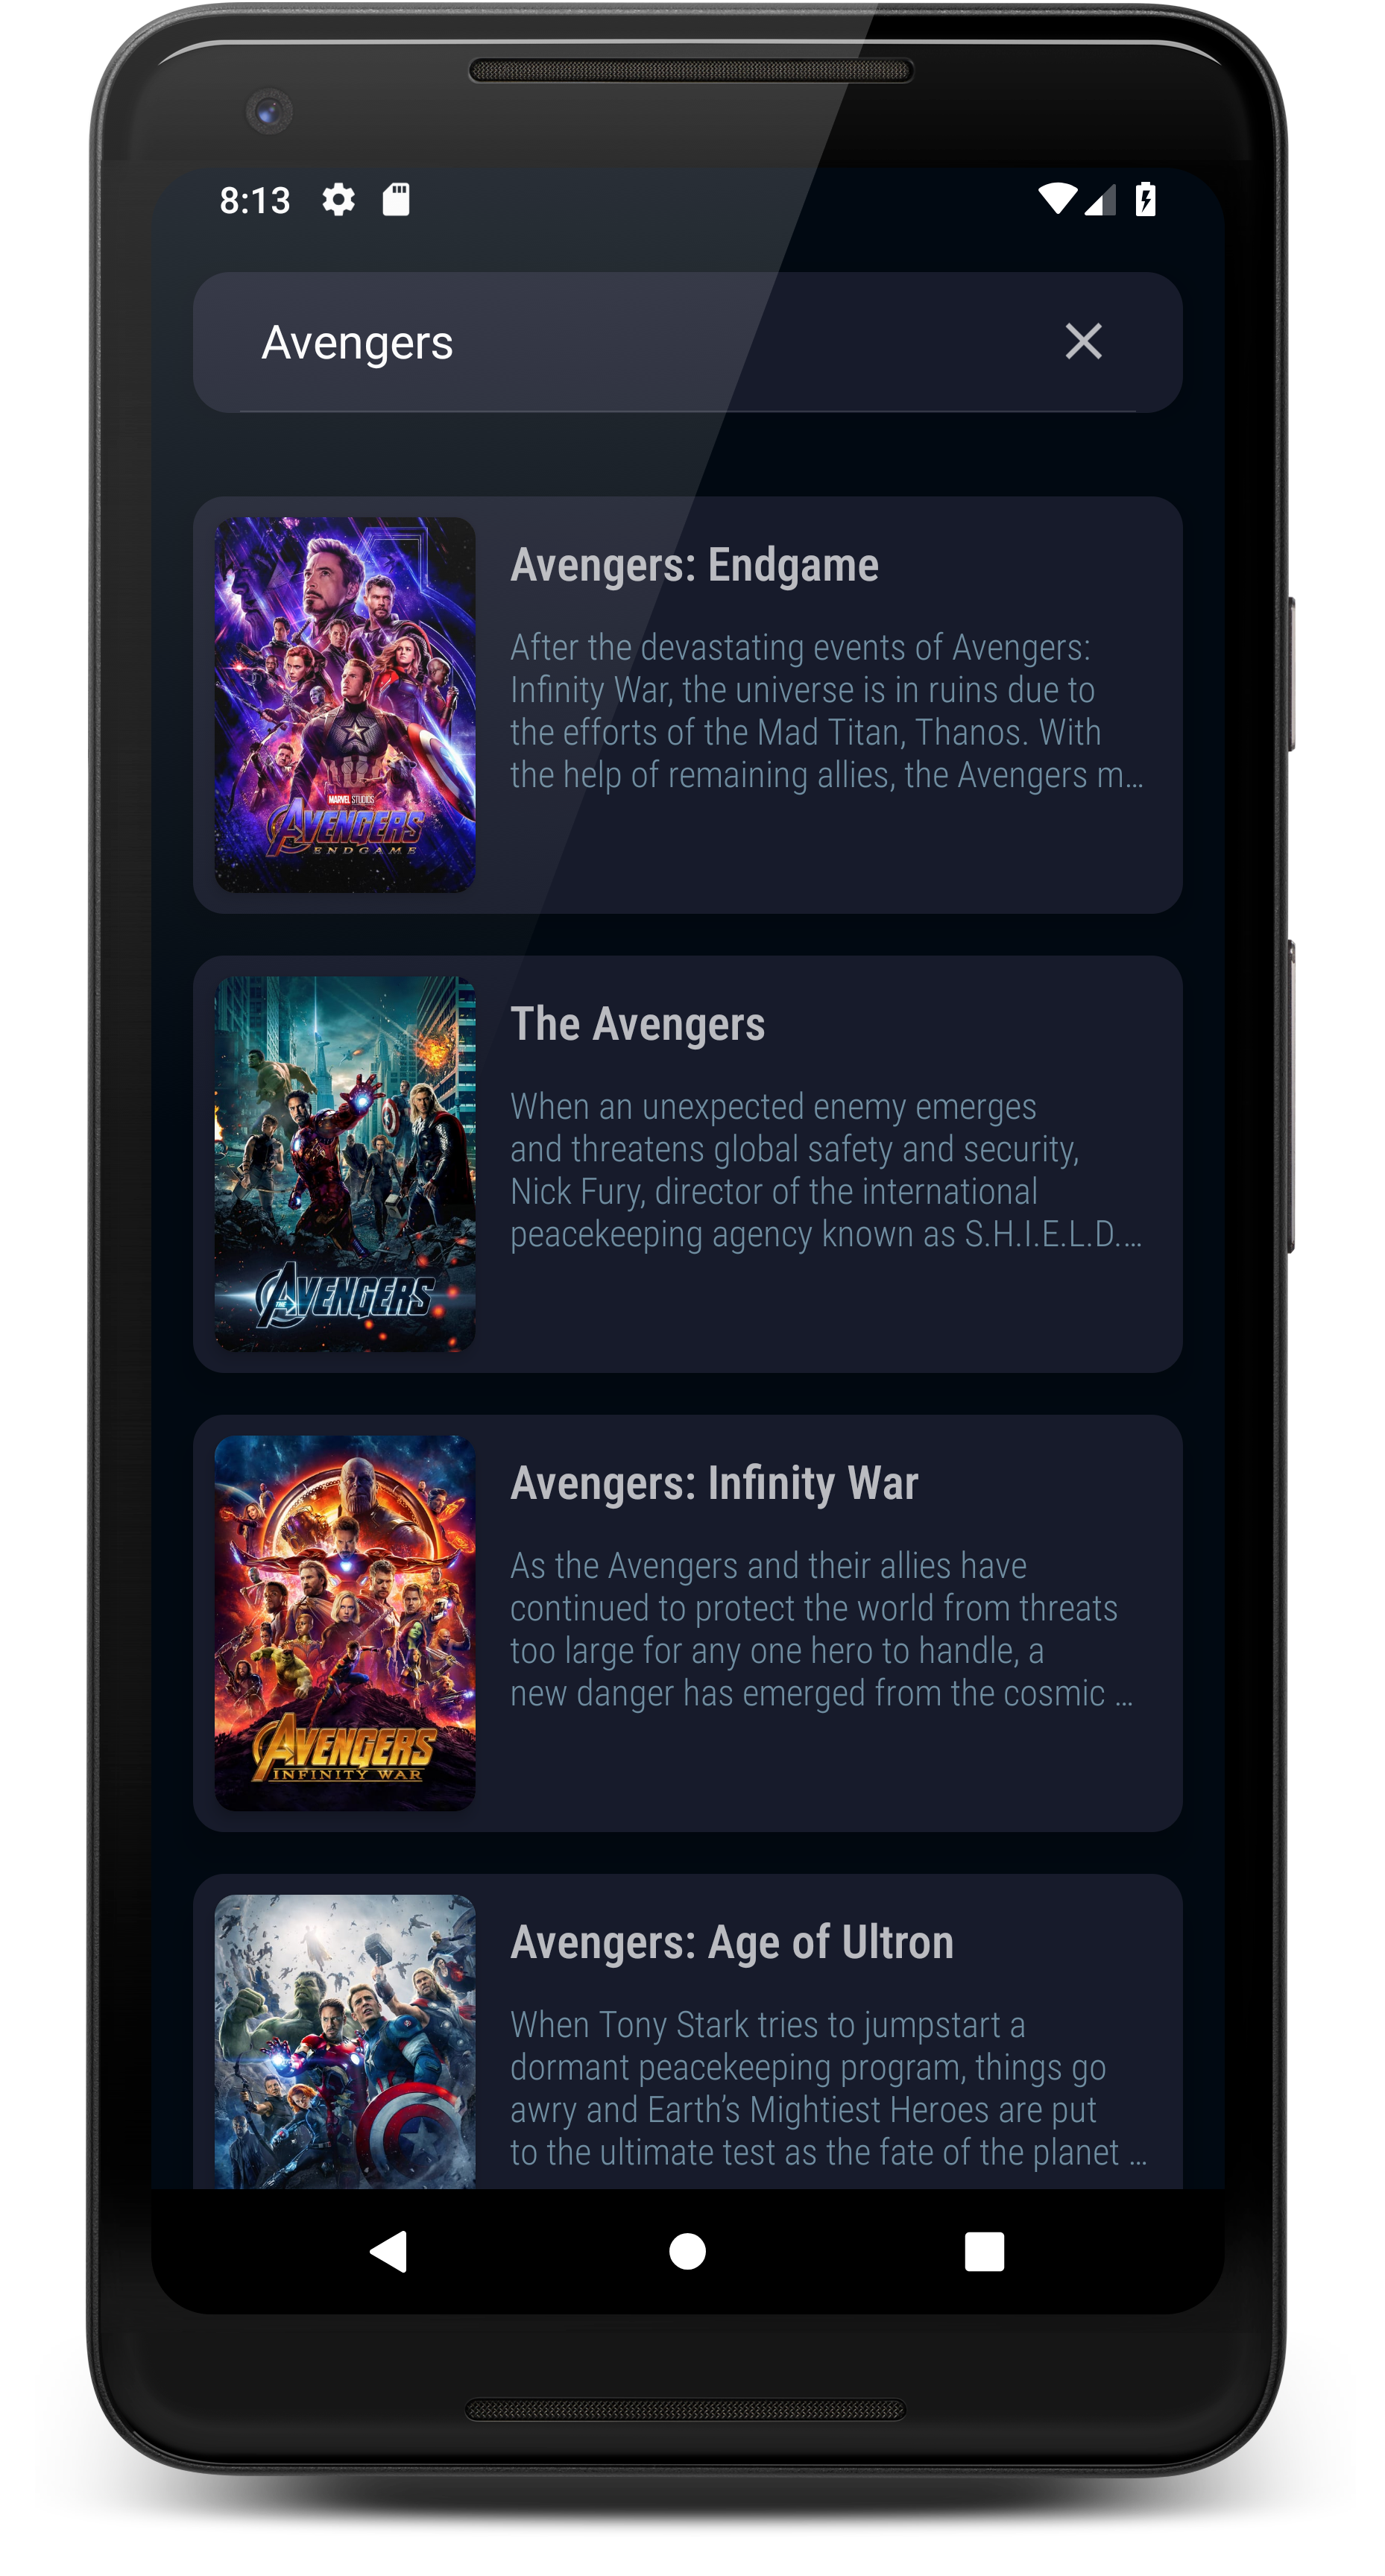 8:13
Avengers
Avengers: Endgame
After the devastating events of Avengers:
Infinity War, the universe is in ruins due to
the efforts of the Mad Titan, Thanos. With
the help of remaining allies, the Avengers m...
MARVEL STUDIOS
AVENGERS
ENDGAME
The Avengers
When an unexpected enemy emerges
and threatens global safety and security,
Nick Fury, director of the international
peacekeeping agency known as S.H.I.E.L.D....
THE
AVENGERS
Avengers: Infinity War
As the Avengers and their allies have
continued to protect the world from threats
too large for any one hero to handle, a
new danger has emerged from the cosmic ...
AVENGERS
INFINITY WAR
Avengers: Age of Ultron
When Tony Stark tries to jumpstart a
dormant peacekeeping program, things go
awry and Earth’s Mightiest Heroes are put
to the ultimate test as the fate of the planet ...